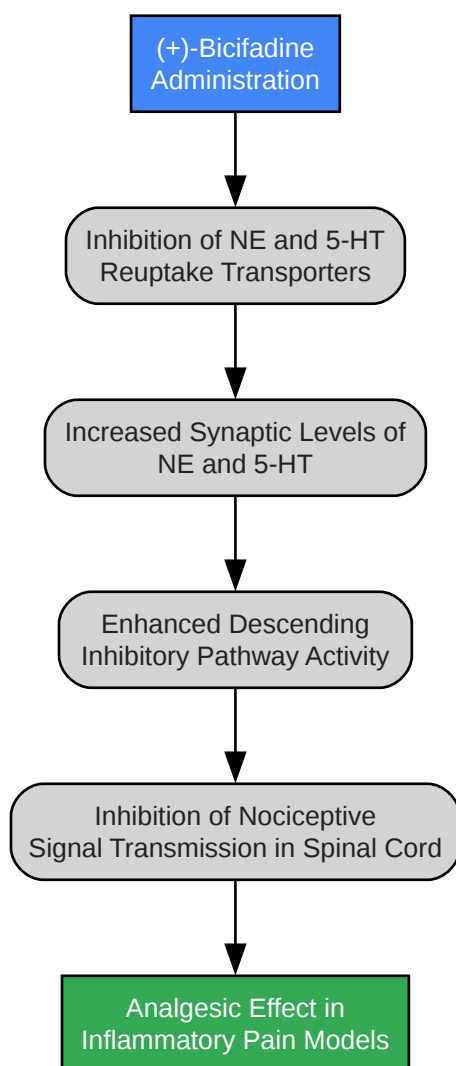 (+)-Bicifadine
Administration
Inhibition of NE and 5-HT
Reuptake Transporters
Increased Synaptic Levels of
NE and 5-HT
Enhanced Descending
Inhibitory Pathway Activity
Inhibition of Nociceptive
Signal Transmission in Spinal Cord
Analgesic Effect in
Inflammatory Pain Models